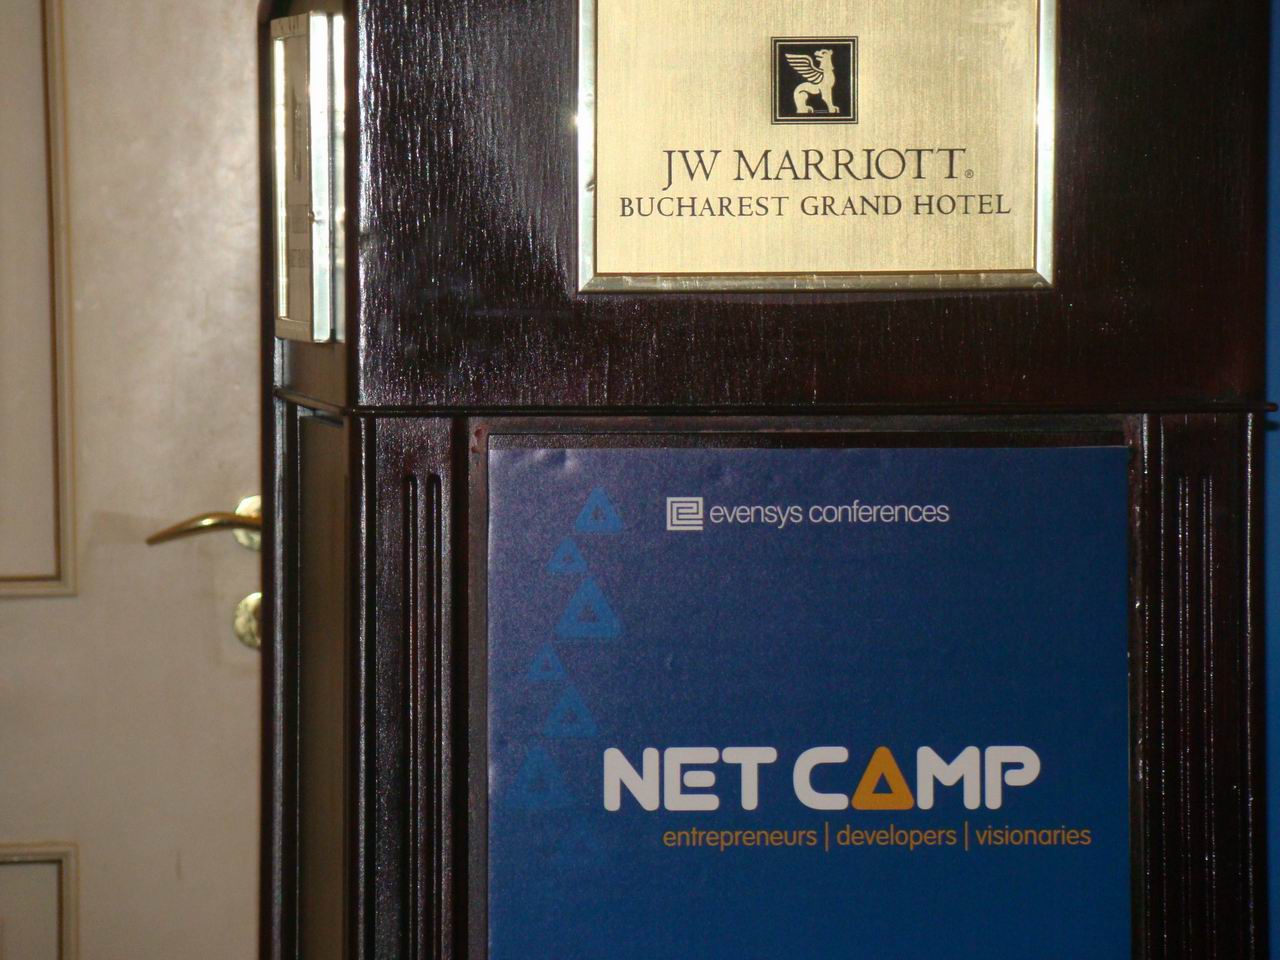 JW MARRIOTT®
BUCHAREST GRAND HOTEL
evensys conferences
NET CAMP
entrepreneurs | developers | visionaries